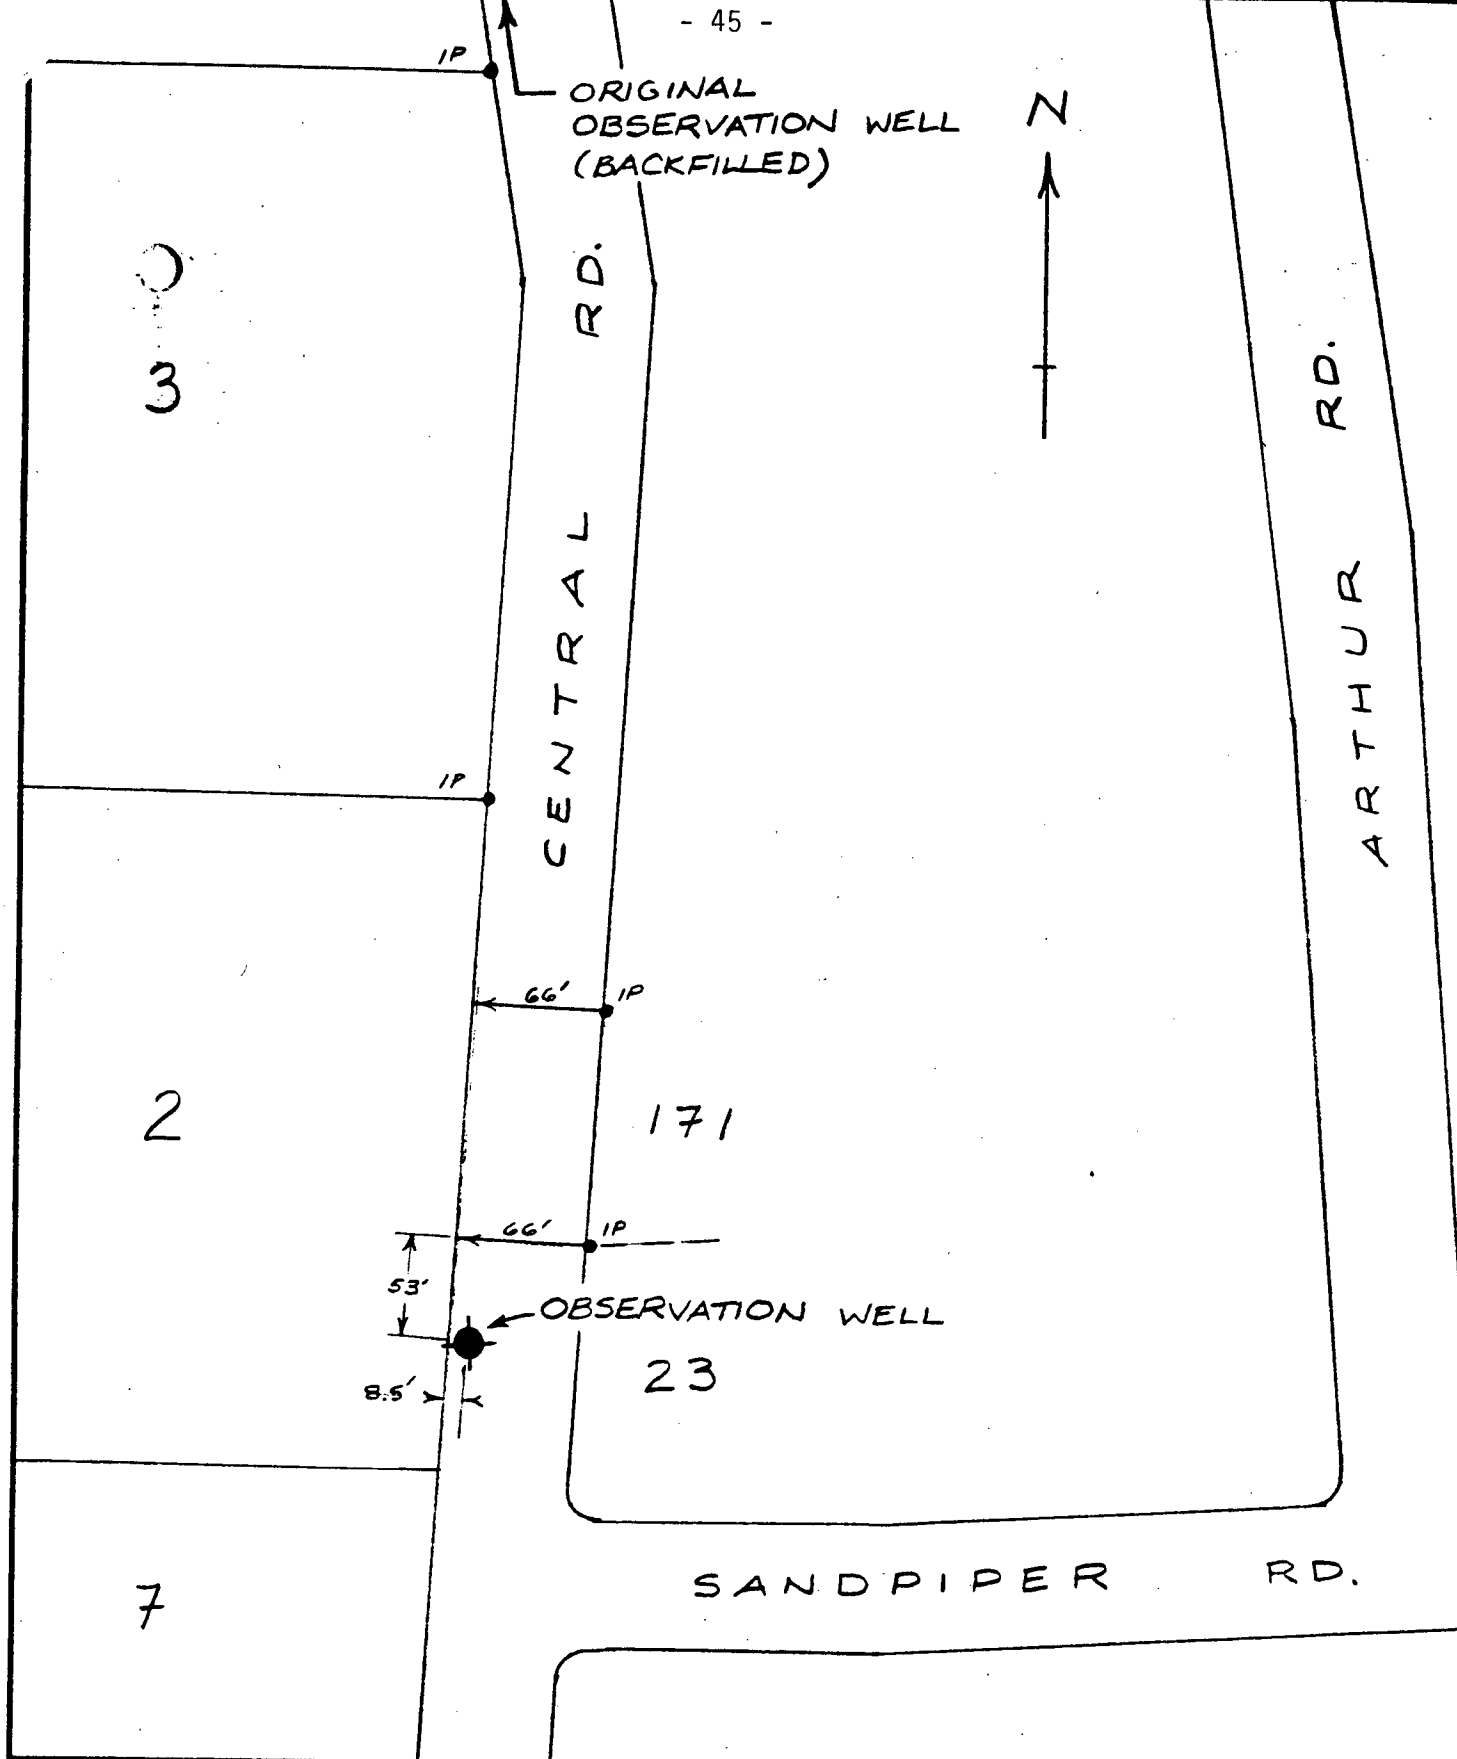 - 45 -
IP
ORIGINAL
OBSERVATION WELL
(BACKFILLED)
N
3
CENTRAL RD.
ARTHUR RD.
IP
66'
IP
2
171
66'
IP
53'
OBSERVATION WELL
23
8.5'
7
SANDPIPER RD.